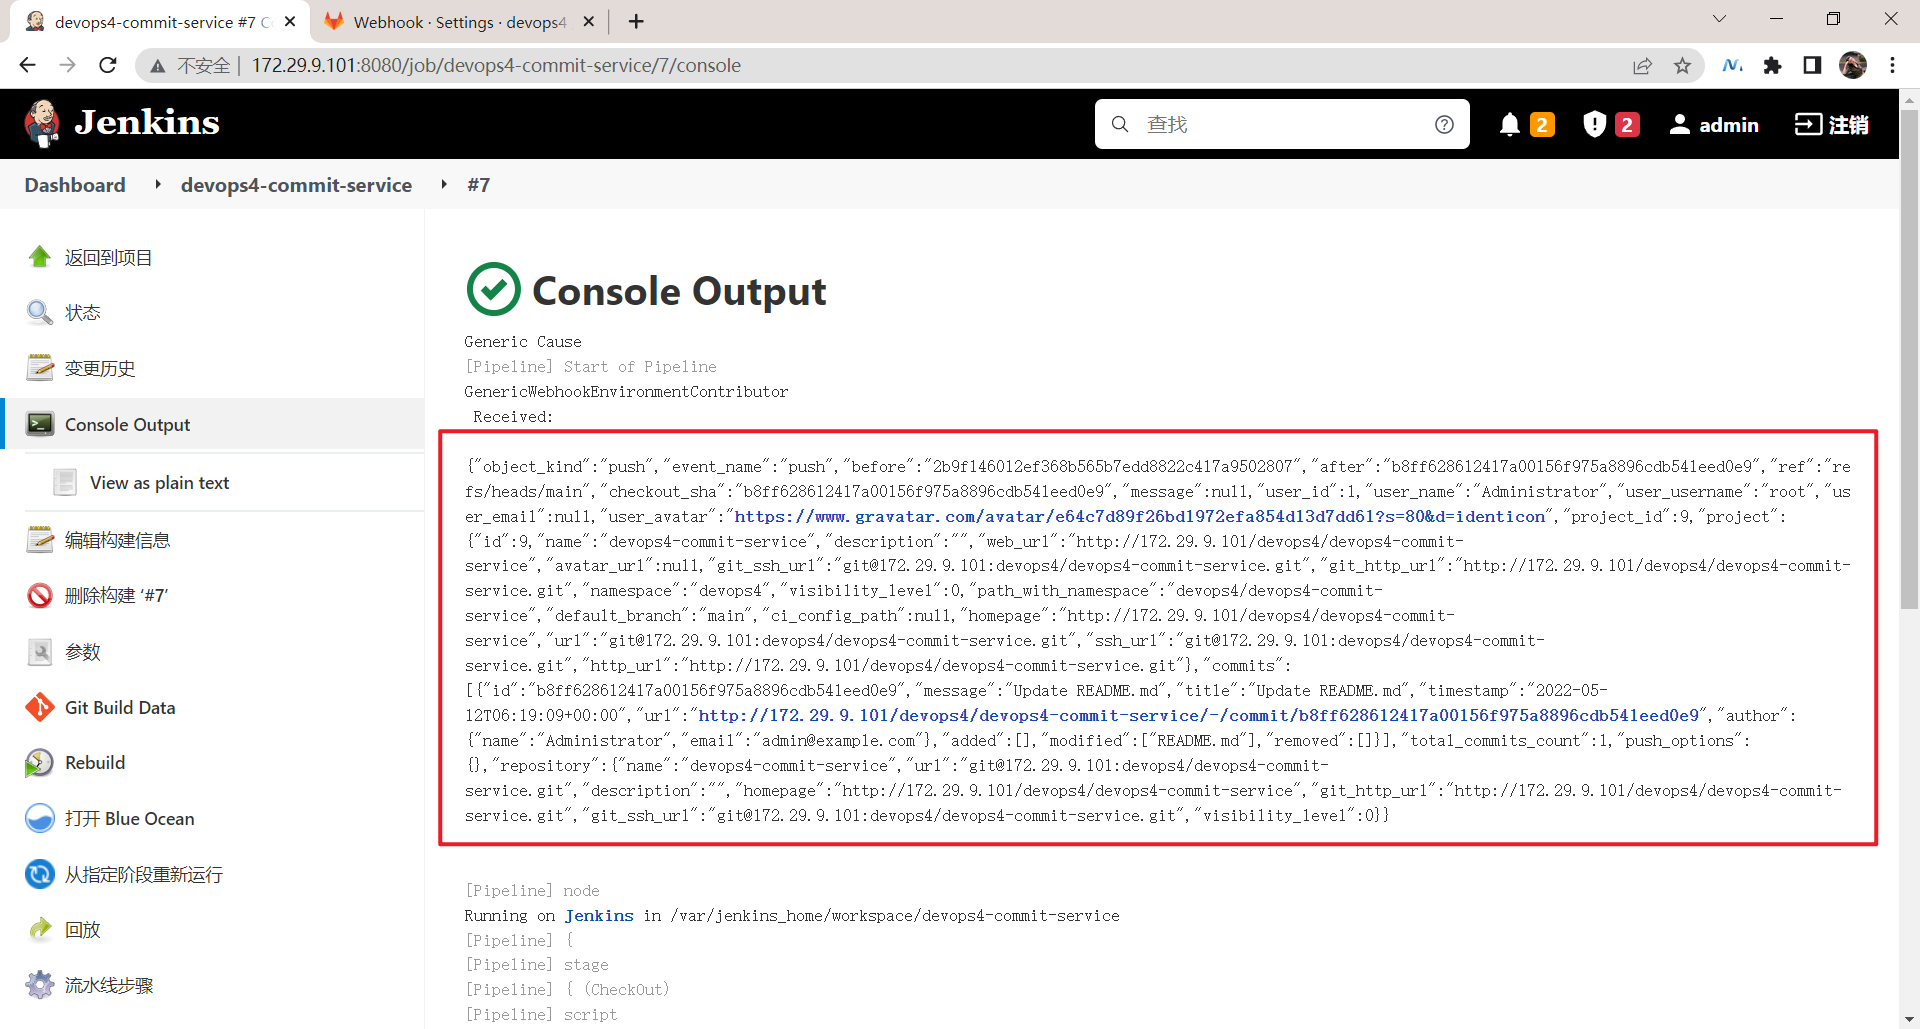 devops4-commit-service #7 C
Webhook · Settings · devops4
不安全 | 172.29.9.101:8080/job/devops4-commit-service/7/console
Jenkins
查找
2
2
admin
注销
Dashboard
devops4-commit-service
#7
返回到项目
状态
变更历史
Console Output
View as plain text
编辑构建信息
删除构建 ‘#7’
参数
Git Build Data
Rebuild
打开 Blue Ocean
从指定阶段重新运行
回放
流水线步骤
Console Output
Generic Cause
[Pipeline] Start of Pipeline
GenericWebhookEnvironmentContributor
Received:
{"object_kind":"push","event_name":"push","before":"2b9f146012ef368b565b7edd8822c417a9502807","after":"b8ff628612417a00156f975a8896cdb541eed0e9","ref":"re
fs/heads/main","checkout_sha":"b8ff628612417a00156f975a8896cdb541eed0e9","message":null,"user_id":1,"user_name":"Administrator","user_username":"root","us
er_email":null,"user_avatar":"https://www.gravatar.com/avatar/e64c7d89f26bd1972efa854d13d7dd61?s=80&d=identicon","project_id":9,"project":
{"id":9,"name":"devops4-commit-service","description":"","web_url":"http://172.29.9.101/devops4/devops4-commit-
service","avatar_url":null,"git_ssh_url":"git@172.29.9.101:devops4/devops4-commit-service.git","git_http_url":"http://172.29.9.101/devops4/devops4-commit-
service.git","namespace":"devops4","visibility_level":0,"path_with_namespace":"devops4/devops4-commit-
service","default_branch":"main","ci_config_path":null,"homepage":"http://172.29.9.101/devops4/devops4-commit-
service","url":"git@172.29.9.101:devops4/devops4-commit-service.git","ssh_url":"git@172.29.9.101:devops4/devops4-commit-
service.git","http_url":"http://172.29.9.101/devops4/devops4-commit-service.git"},"commits":
[{"id":"b8ff628612417a00156f975a8896cdb541eed0e9","message":"Update README.md","title":"Update README.md","timestamp":"2022-05-
12T06:19:09+00:00","url":"http://172.29.9.101/devops4/devops4-commit-service/-/commit/b8ff628612417a00156f975a8896cdb541eed0e9","author":
{"name":"Administrator","email":"admin@example.com"},"added":[],"modified":["README.md"],"removed":[]}],"total_commits_count":1,"push_options":
{},"repository":{"name":"devops4-commit-service","url":"git@172.29.9.101:devops4/devops4-commit-
service.git","description":"","homepage":"http://172.29.9.101/devops4/devops4-commit-service","git_http_url":"http://172.29.9.101/devops4/devops4-commit-
service.git","git_ssh_url":"git@172.29.9.101:devops4/devops4-commit-service.git","visibility_level":0}}
[Pipeline] node
Running on Jenkins in /var/jenkins_home/workspace/devops4-commit-service
[Pipeline] {
[Pipeline] stage
[Pipeline] { (CheckOut)
[Pipeline] script